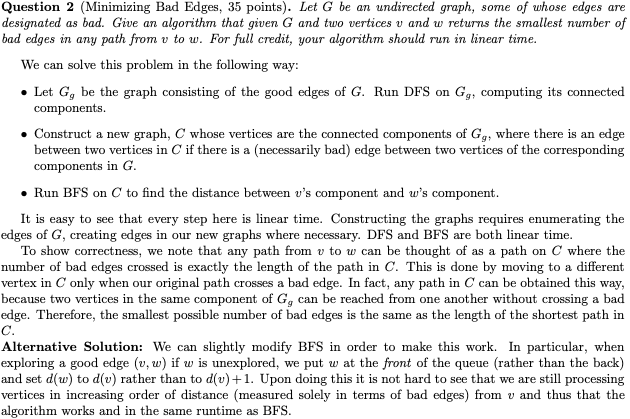 Question 2 (Minimizing Bad Edges, 35 points). Let G be an undirected graph, some of whose edges are
designated as bad. Give an algorithm that given G and two vertices v and w returns the smallest number of
bad edges in any path from v to w. For full credit, your algorithm should run in linear time.
We can solve this problem in the following way:
• Let G_g be the graph consisting of the good edges of G. Run DFS on G_g, computing its connected
components.
• Construct a new graph, C whose vertices are the connected components of G_g, where there is an edge
between two vertices in C if there is a (necessarily bad) edge between two vertices of the corresponding
components in G.
• Run BFS on C to find the distance between v's component and w's component.
It is easy to see that every step here is linear time. Constructing the graphs requires enumerating the
edges of G, creating edges in our new graphs where necessary. DFS and BFS are both linear time.
To show correctness, we note that any path from v to w can be thought of as a path on C where the
number of bad edges crossed is exactly the length of the path in C. This is done by moving to a different
vertex in C only when our original path crosses a bad edge. In fact, any path in C can be obtained this way,
because two vertices in the same component of G_g can be reached from one another without crossing a bad
edge. Therefore, the smallest possible number of bad edges is the same as the length of the shortest path in
C.
Alternative Solution: We can slightly modify BFS in order to make this work. In particular, when
exploring a good edge (v, w) if w is unexplored, we put w at the front of the queue (rather than the back)
and set d(w) to d(v) rather than to d(v)+1. Upon doing this it is not hard to see that we are still processing
vertices in increasing order of distance (measured solely in terms of bad edges) from v and thus that the
algorithm works and in the same runtime as BFS.